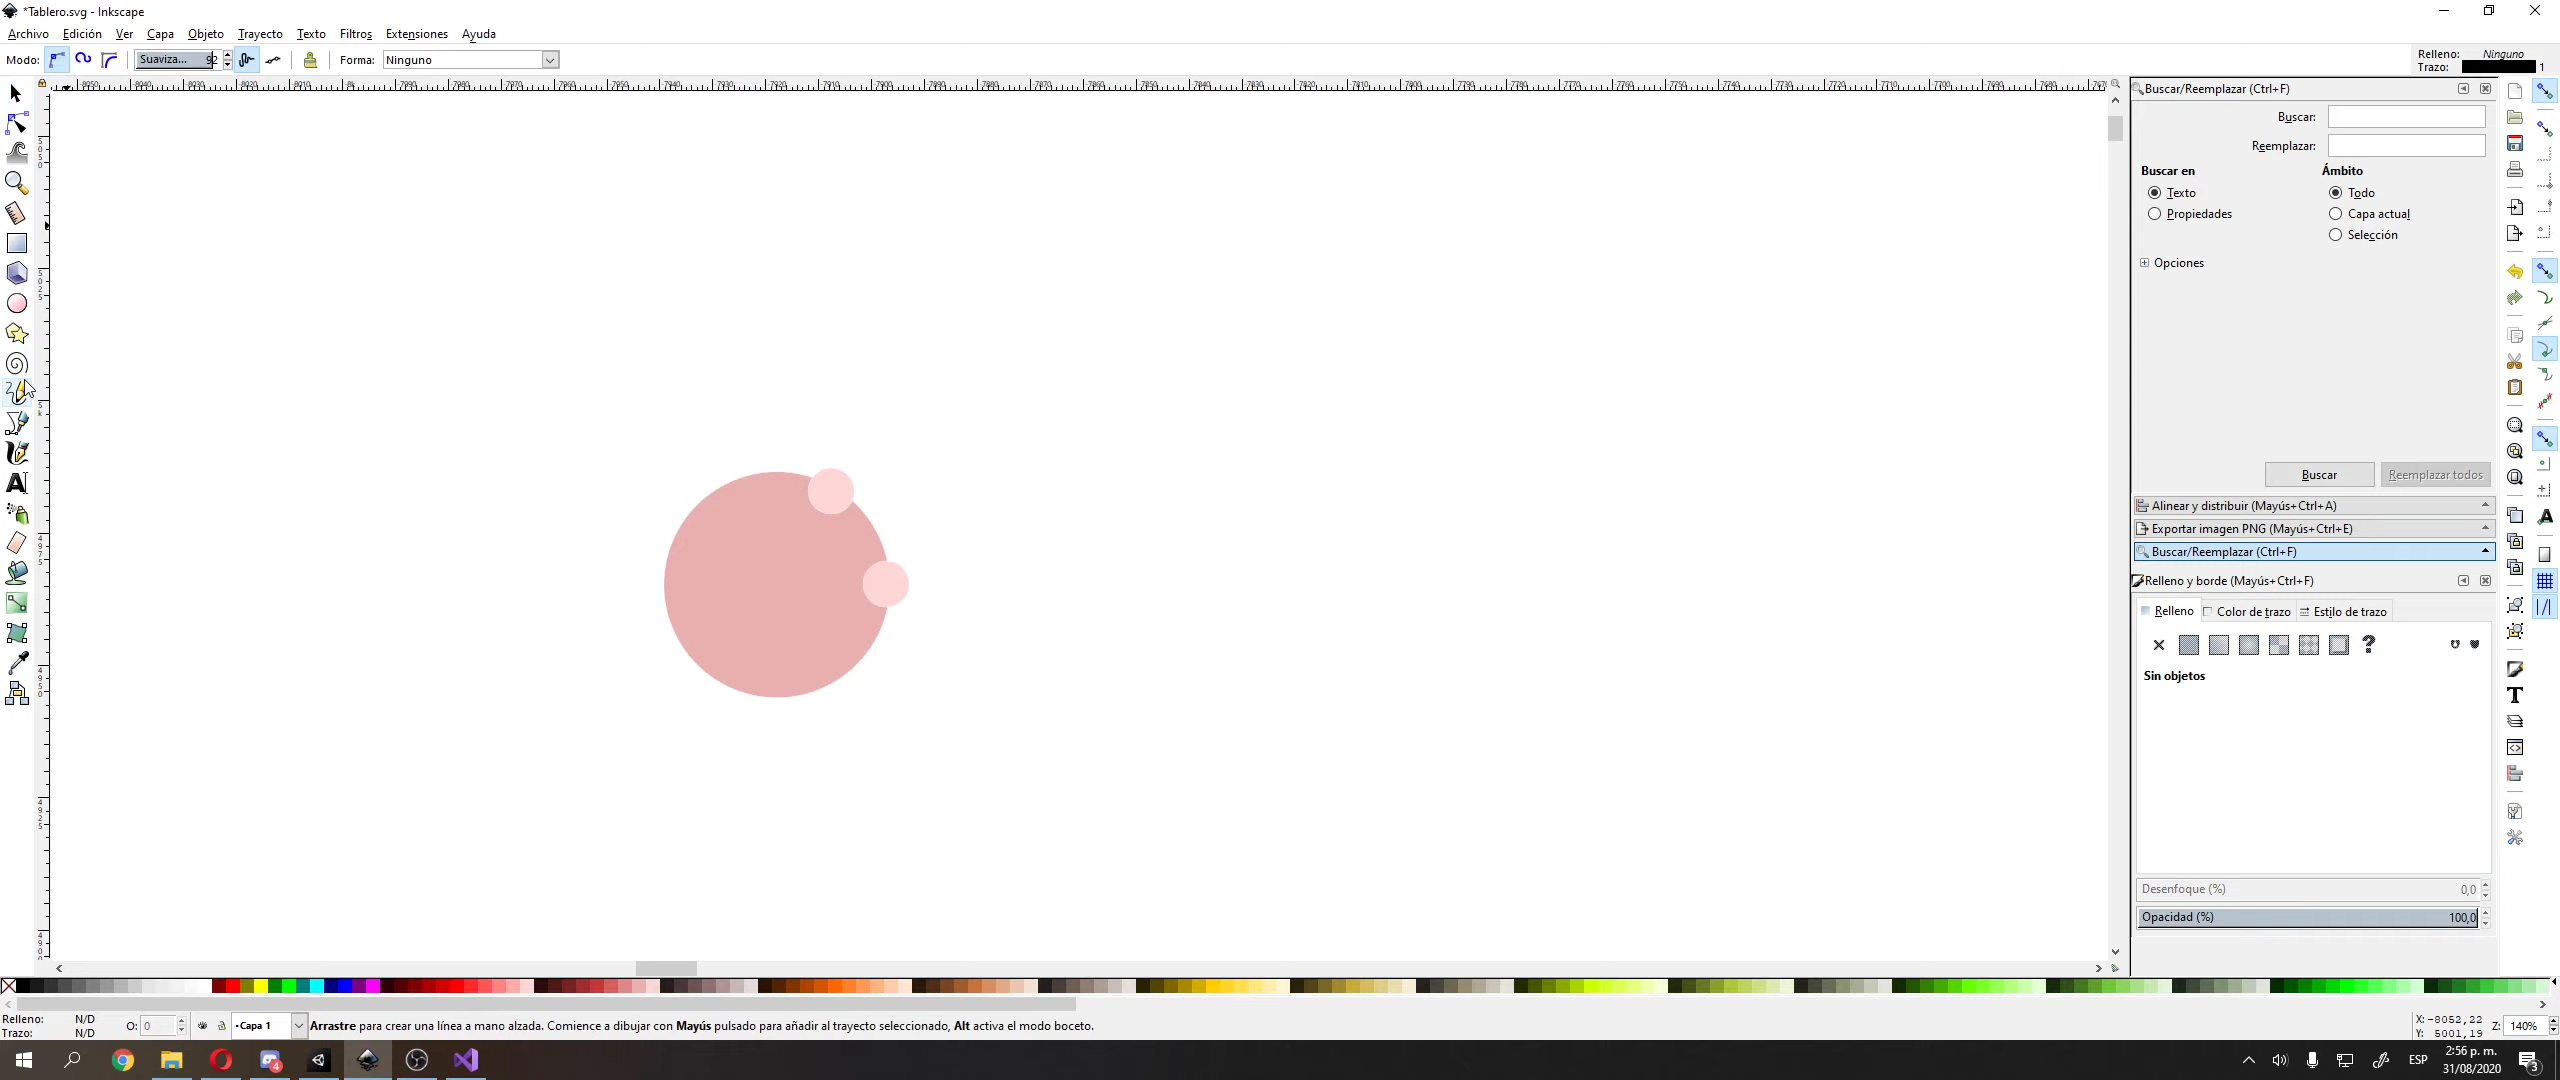 *Tablero.svg - Inkscape
Archivo Edición Ver Capa Objeto Trayecto Texto Filtros Extensiones Ayuda
Modo: Suaviza... 92 Forma: Ninguno
Relleno: Ninguno
Trazo: 1
Buscar/Reemplazar (Ctrl+F)
Buscar:
Reemplazar:
Buscar en Ámbito
Texto Todo
Propiedades Capa actual
Selección
Opciones
Buscar Reemplazar todos
Alinear y distribuir (Mayús+Ctrl+A)
Exportar imagen PNG (Mayús+Ctrl+E)
Buscar/Reemplazar (Ctrl+F)
Relleno y borde (Mayús+Ctrl+F)
Relleno Color de trazo Estilo de trazo
Sin objetos
Desenfoque (%) 0,0
Opacidad (%) 100,0
Relleno: N/D
Trazo: N/D
O: 0
Capa 1
Arrastre para crear una línea a mano alzada. Comience a dibujar con Mayús pulsado para añadir al trayecto seleccionado, Alt activa el modo boceto.
X: -8052,22
Y: 5001,19
Z: 140%
ESP
2:56 p. m.
31/08/2020
3